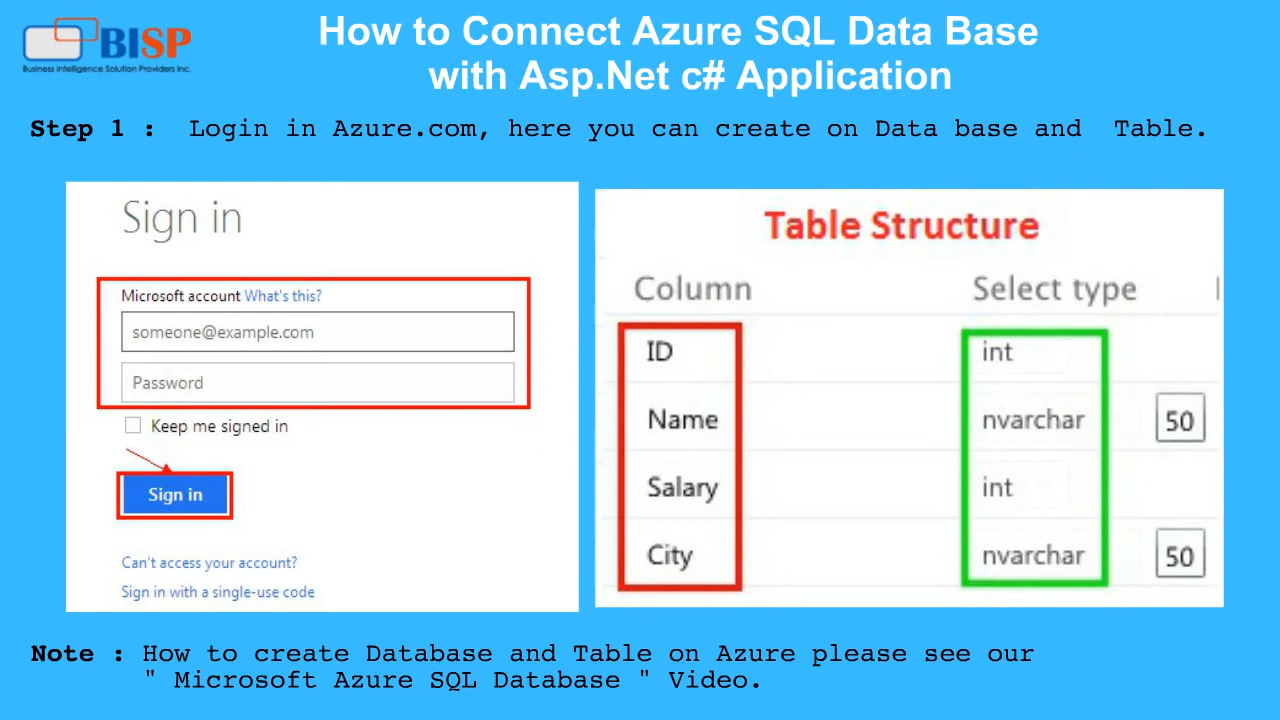 BISP
Business Intelligence Solution Providers Inc.
How to Connect Azure SQL Data Base
with Asp.Net c# Application
Step 1 : Login in Azure.com, here you can create on Data base and Table.
Sign in
Microsoft account What's this?
someone@example.com
Password
Keep me signed in
Sign in
Can't access your account?
Sign in with a single-use code
Table Structure
Column Select type
ID int
Name nvarchar 50
Salary int
City nvarchar 50
Note : How to create Database and Table on Azure please see our
" Microsoft Azure SQL Database " Video.